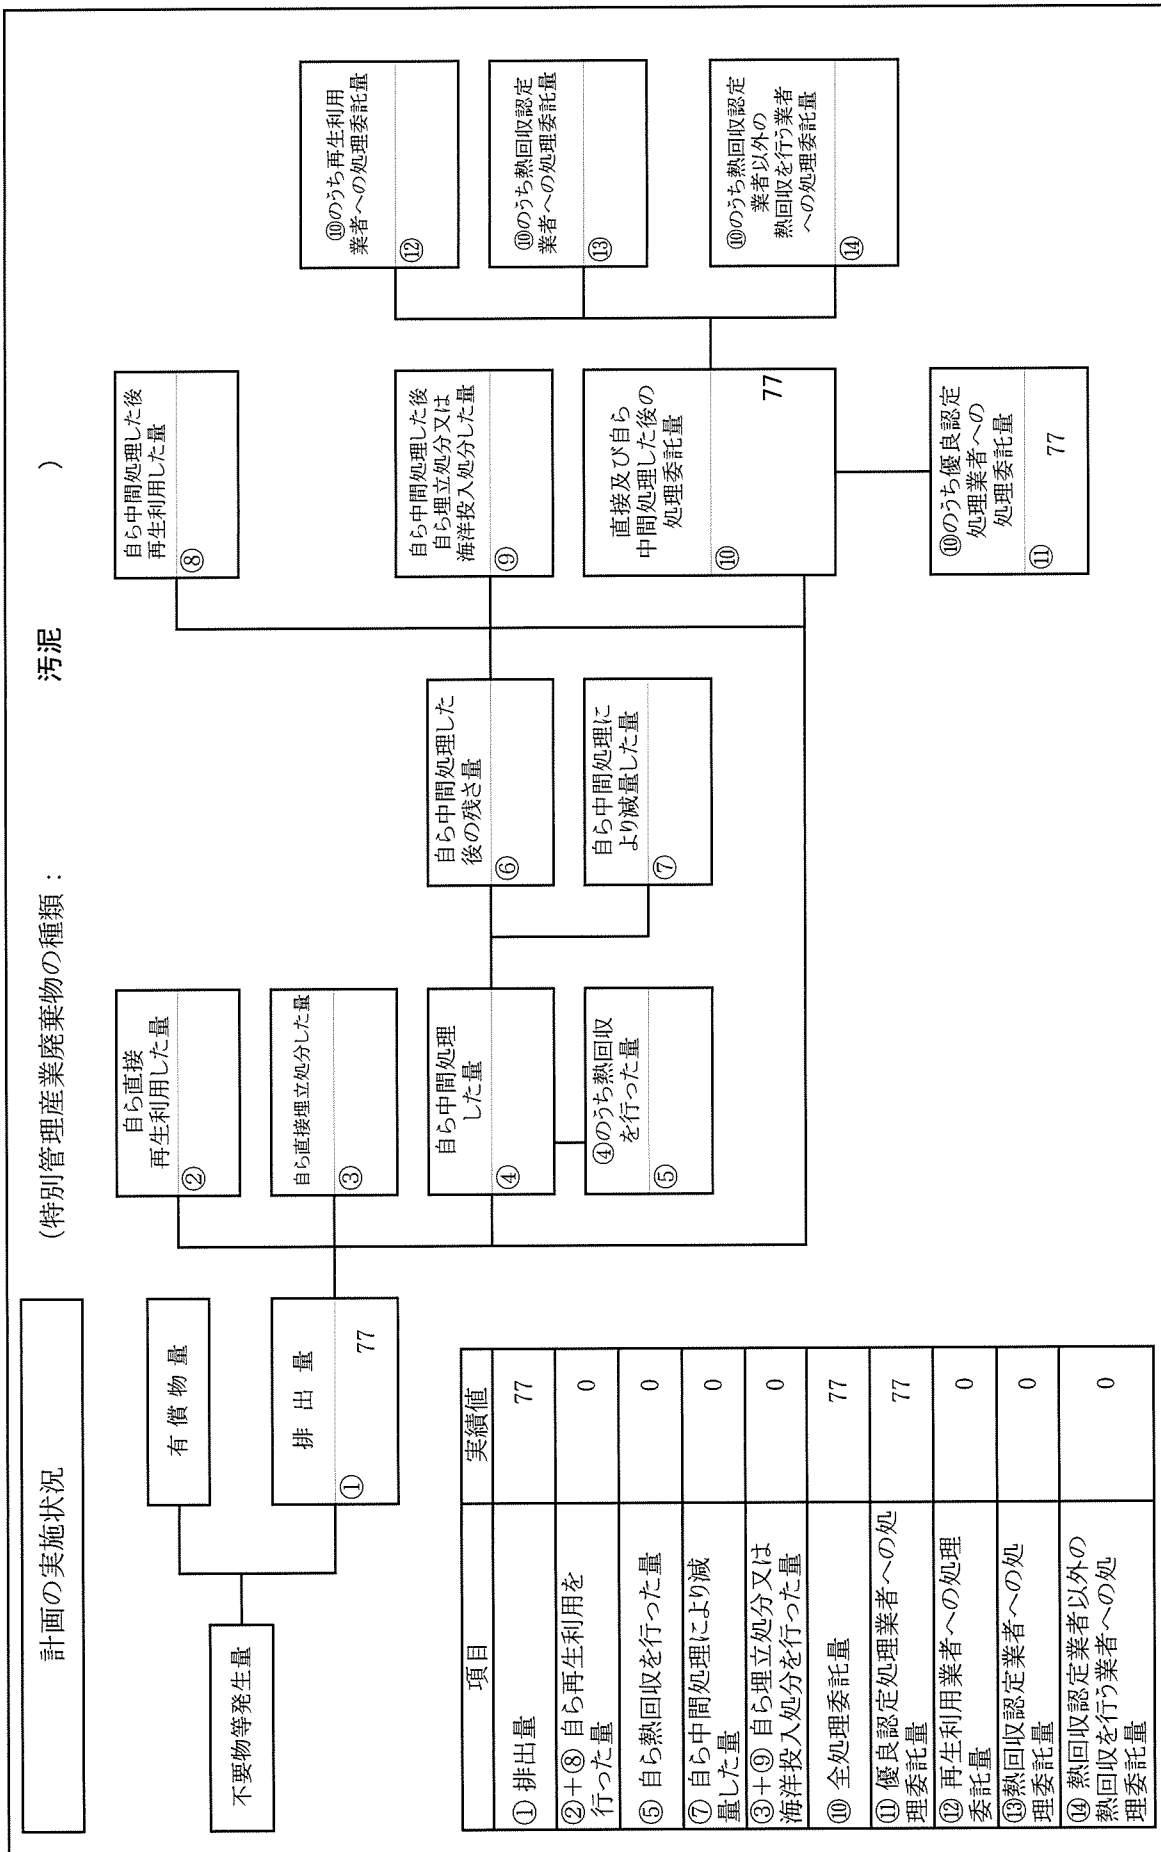 計画の実施状況
(特別管理産業廃棄物の種類：　汚泥　)
不要物等発生量
有償物量
排出量
①
77
自ら直接
再生利用した量
②
自ら直接埋立処分した量
③
自ら中間処理
した量
④
④のうち熱回収
を行った量
⑤
自ら中間処理した
後の残さ量
⑥
自ら中間処理に
より減量した量
⑦
自ら中間処理した後
再生利用した量
⑧
自ら中間処理した後
自ら埋立処分又は
海洋投入処分した量
⑨
直接及び自ら
中間処理した後の
処理委託量
⑩
77
⑩のうち優良認定
処理業者への
処理委託量
⑪
77
⑩のうち再生利用
業者への処理委託量
⑫
⑩のうち熱回収認定
業者への処理委託量
⑬
⑩のうち熱回収認定
業者以外の
熱回収を行う業者
への処理委託量
⑭
項目　実績値
① 排出量　77
②＋⑧ 自ら再生利用を
行った量　0
⑤ 自ら熱回収を行った量　0
⑦ 自ら中間処理により減
量した量　0
③＋⑨ 自ら埋立処分又は
海洋投入処分を行った量　0
⑩ 全処理委託量　77
⑪ 優良認定処理業者への処
理委託量　77
⑫ 再生利用業者への処理
委託量　0
⑬熱回収認定業者への処
理委託量　0
⑭ 熱回収認定業者以外の
熱回収を行う業者への処
理委託量　0